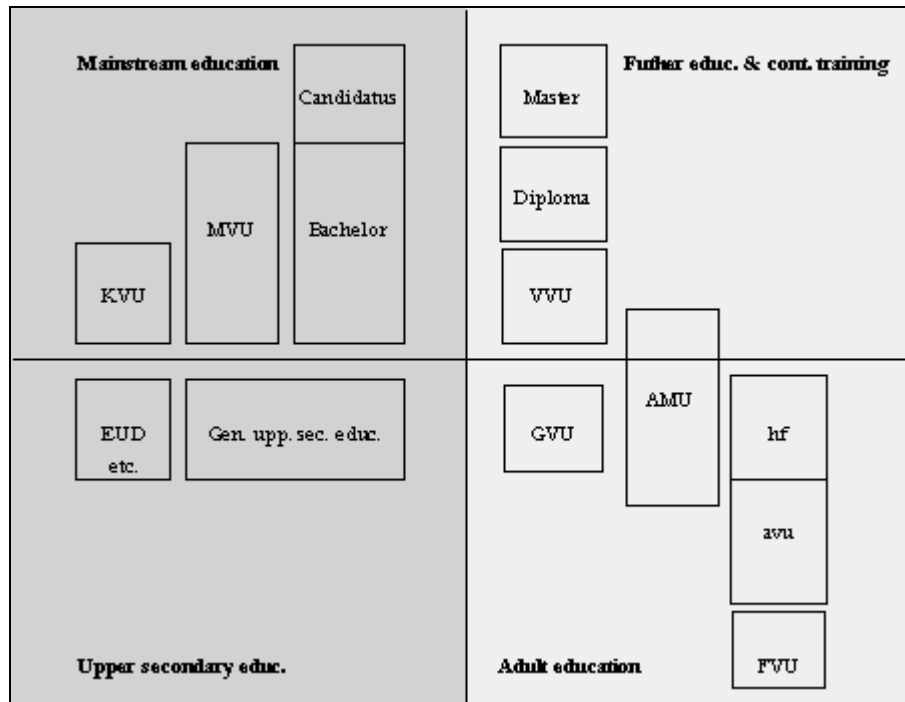 Mainstream education
Candidatus
MVU
Bachelor
KVU
Futher educ. & cont. training
Master
Diploma
VVU
EUD
etc.
Gen. upp. sec. educ.
Upper secondary educ.
GVU
AMU
hf
avu
Adult education
FVU